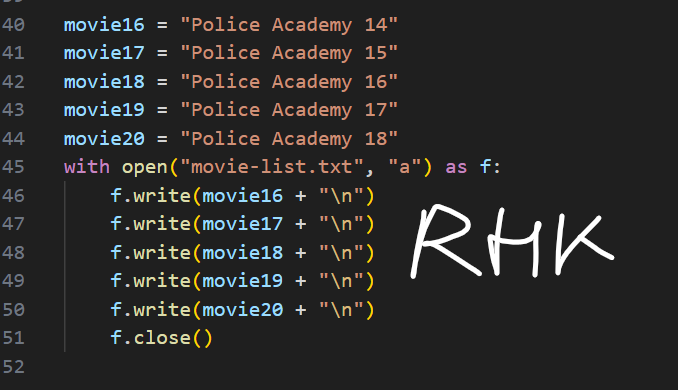 40 movie16 = "Police Academy 14"
41 movie17 = "Police Academy 15"
42 movie18 = "Police Academy 16"
43 movie19 = "Police Academy 17"
44 movie20 = "Police Academy 18"
45 with open("movie-list.txt", "a") as f:
46 f.write(movie16 + "\n")
47 f.write(movie17 + "\n")
48 f.write(movie18 + "\n")
49 f.write(movie19 + "\n")
50 f.write(movie20 + "\n")
51 f.close()
52
RHK